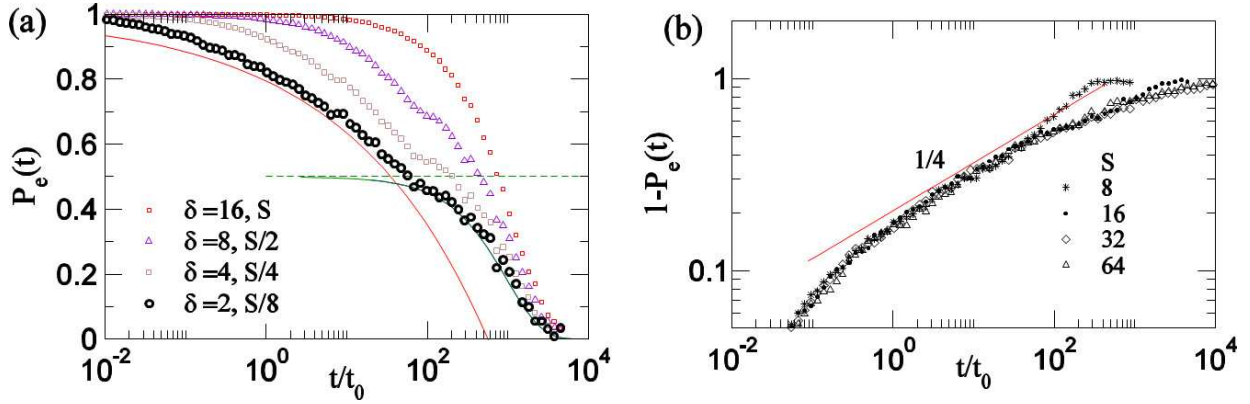 (a)
1
0.8
0.6
0.4
0.2
0
P_e(t)
δ=16, S
δ=8, S/2
δ=4, S/4
δ=2, S/8
10^-2
10^0
10^2
10^4
t/t_0
(b)
1
0.1
1-P_e(t)
1/4
S
8
16
32
64
10^-2
10^0
10^2
10^4
t/t_0